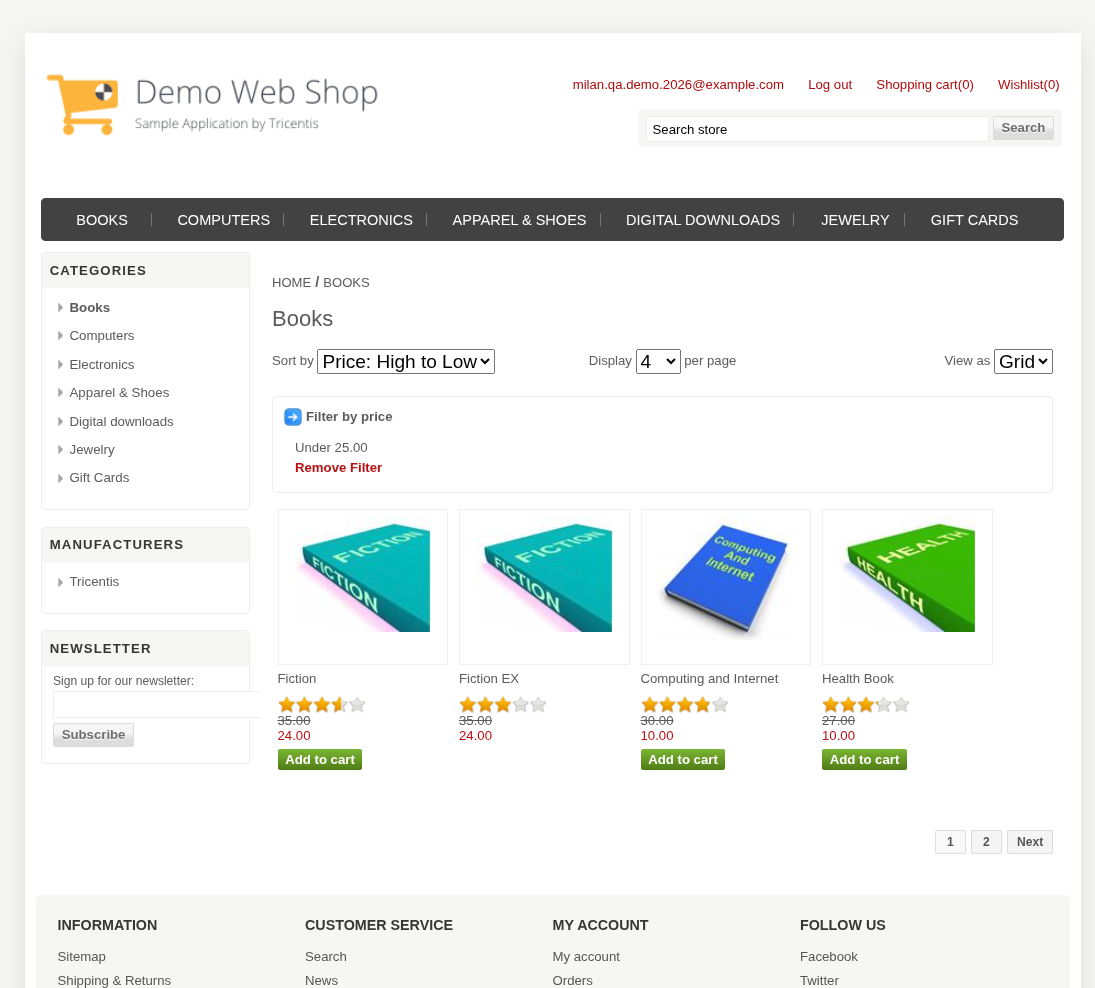 Demo Web Shop
Sample Application by Tricentis
milan.qa.demo.2026@example.com Log out Shopping cart(0) Wishlist(0)
Search store Search
BOOKS COMPUTERS ELECTRONICS APPAREL & SHOES DIGITAL DOWNLOADS JEWELRY GIFT CARDS
CATEGORIES
Books
Computers
Electronics
Apparel & Shoes
Digital downloads
Jewelry
Gift Cards
MANUFACTURERS
Tricentis
NEWSLETTER
Sign up for our newsletter:
Subscribe
HOME / BOOKS
Books
Sort by Price: High to Low Display 4 per page View as Grid
Filter by price
Under 25.00
Remove Filter
FICTION
FICTION
FICTION
FICTION
Computing
And
Internet
HEALTH
HEALTH
Fiction Fiction EX Computing and Internet Health Book
35.00 35.00 30.00 27.00
24.00 24.00 10.00 10.00
Add to cart Add to cart Add to cart
1 2 Next
INFORMATION CUSTOMER SERVICE MY ACCOUNT FOLLOW US
Sitemap Search My account Facebook
Shipping & Returns News Orders Twitter